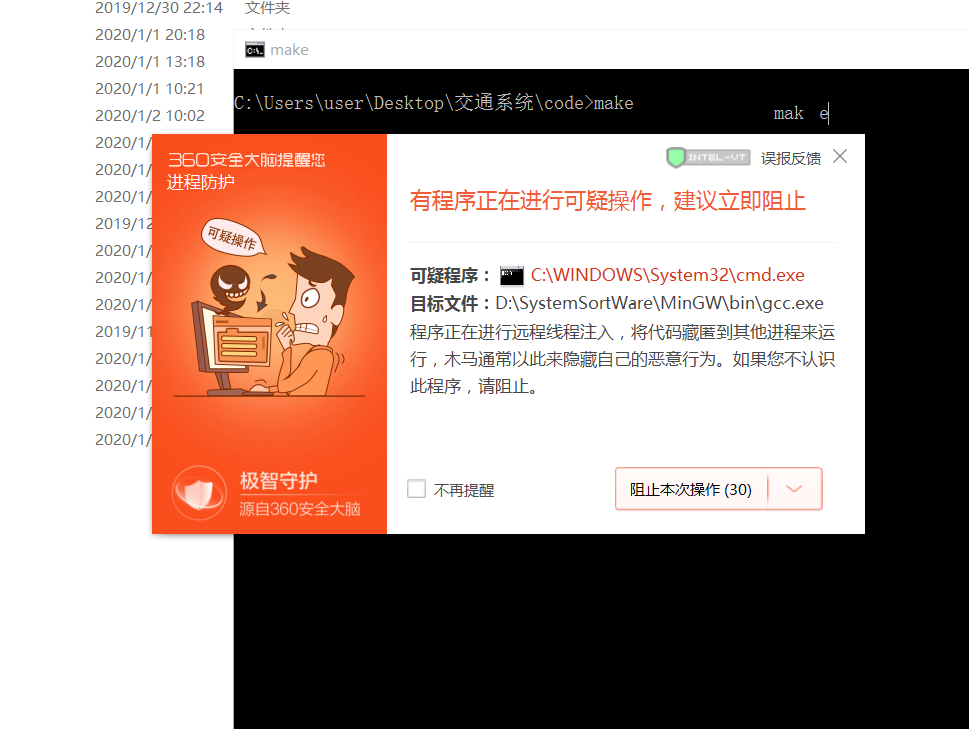 2019/12/30 22:14 文件夹
2020/1/1 20:18
make
2020/1/1 13:18
2020/1/1 10:21
C:\Users\user\Desktop\交通系统\code>make
mak e
2020/1/2 10:02
2020/1/
2020/1/
2020/1/
2019/12
2020/1/
2020/1/
2020/1/
2019/11
2020/1/
2020/1/
2020/1/
2020/1/
360安全大脑提醒您
进程防护
可疑操作
极智守护
源自360安全大脑
INTEL-VT 误报反馈
有程序正在进行可疑操作，建议立即阻止
可疑程序： C:\WINDOWS\System32\cmd.exe
目标文件：D:\SystemSortWare\MinGW\bin\gcc.exe
程序正在进行远程线程注入，将代码藏匿到其他进程来运
行，木马通常以此来隐藏自己的恶意行为。如果您不认识
此程序，请阻止。
不再提醒
阻止本次操作 (30)